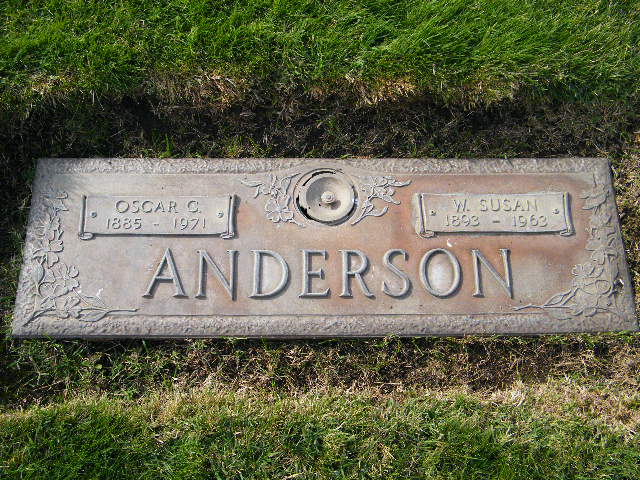 OSCAR C.
1885 - 1971
W. SUSAN
1893 - 1963
ANDERSON